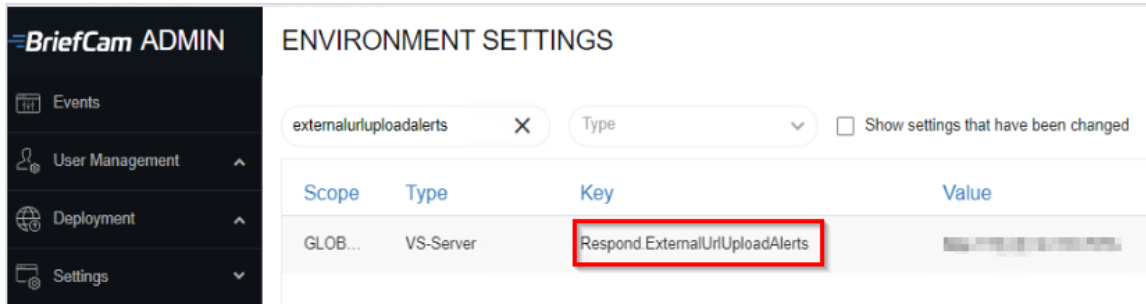 BriefCam ADMIN
ENVIRONMENT SETTINGS
Events
User Management
Deployment
Settings
externalurluploadalerts
Type
Show settings that have been changed
Scope Type Key Value
GLOB... VS-Server Respond.ExternalUrlUploadAlerts